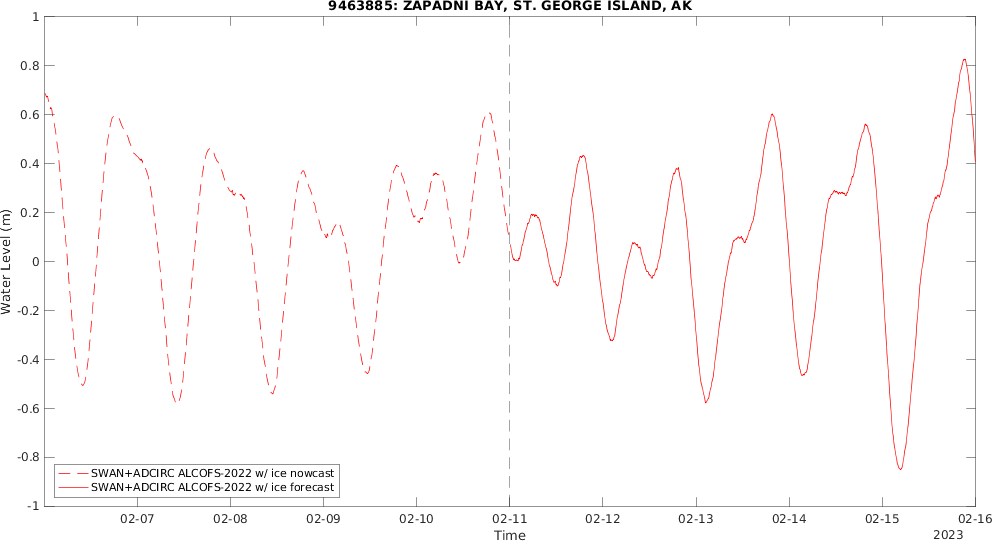 9463885: ZAPADNI BAY, ST. GEORGE ISLAND, AK
1
0.8
0.6
0.4
0.2
0
-0.2
-0.4
-0.6
-0.8
-1
Water Level (m)
SWAN+ADCIRC ALCOFS-2022 w/ ice nowcast
SWAN+ADCIRC ALCOFS-2022 w/ ice forecast
02-07 02-08 02-09 02-10 02-11 02-12 02-13 02-14 02-15 02-16
Time
2023